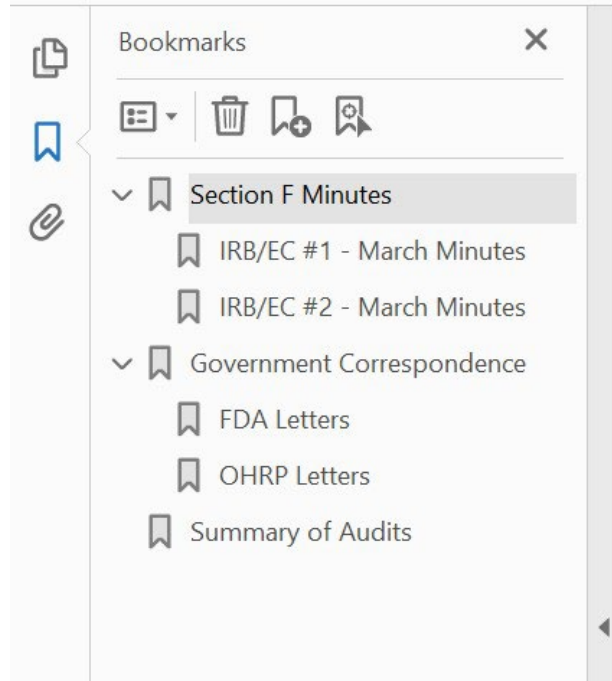 Bookmarks
Section F Minutes
IRB/EC #1 - March Minutes
IRB/EC #2 - March Minutes
Government Correspondence
FDA Letters
OHRP Letters
Summary of Audits